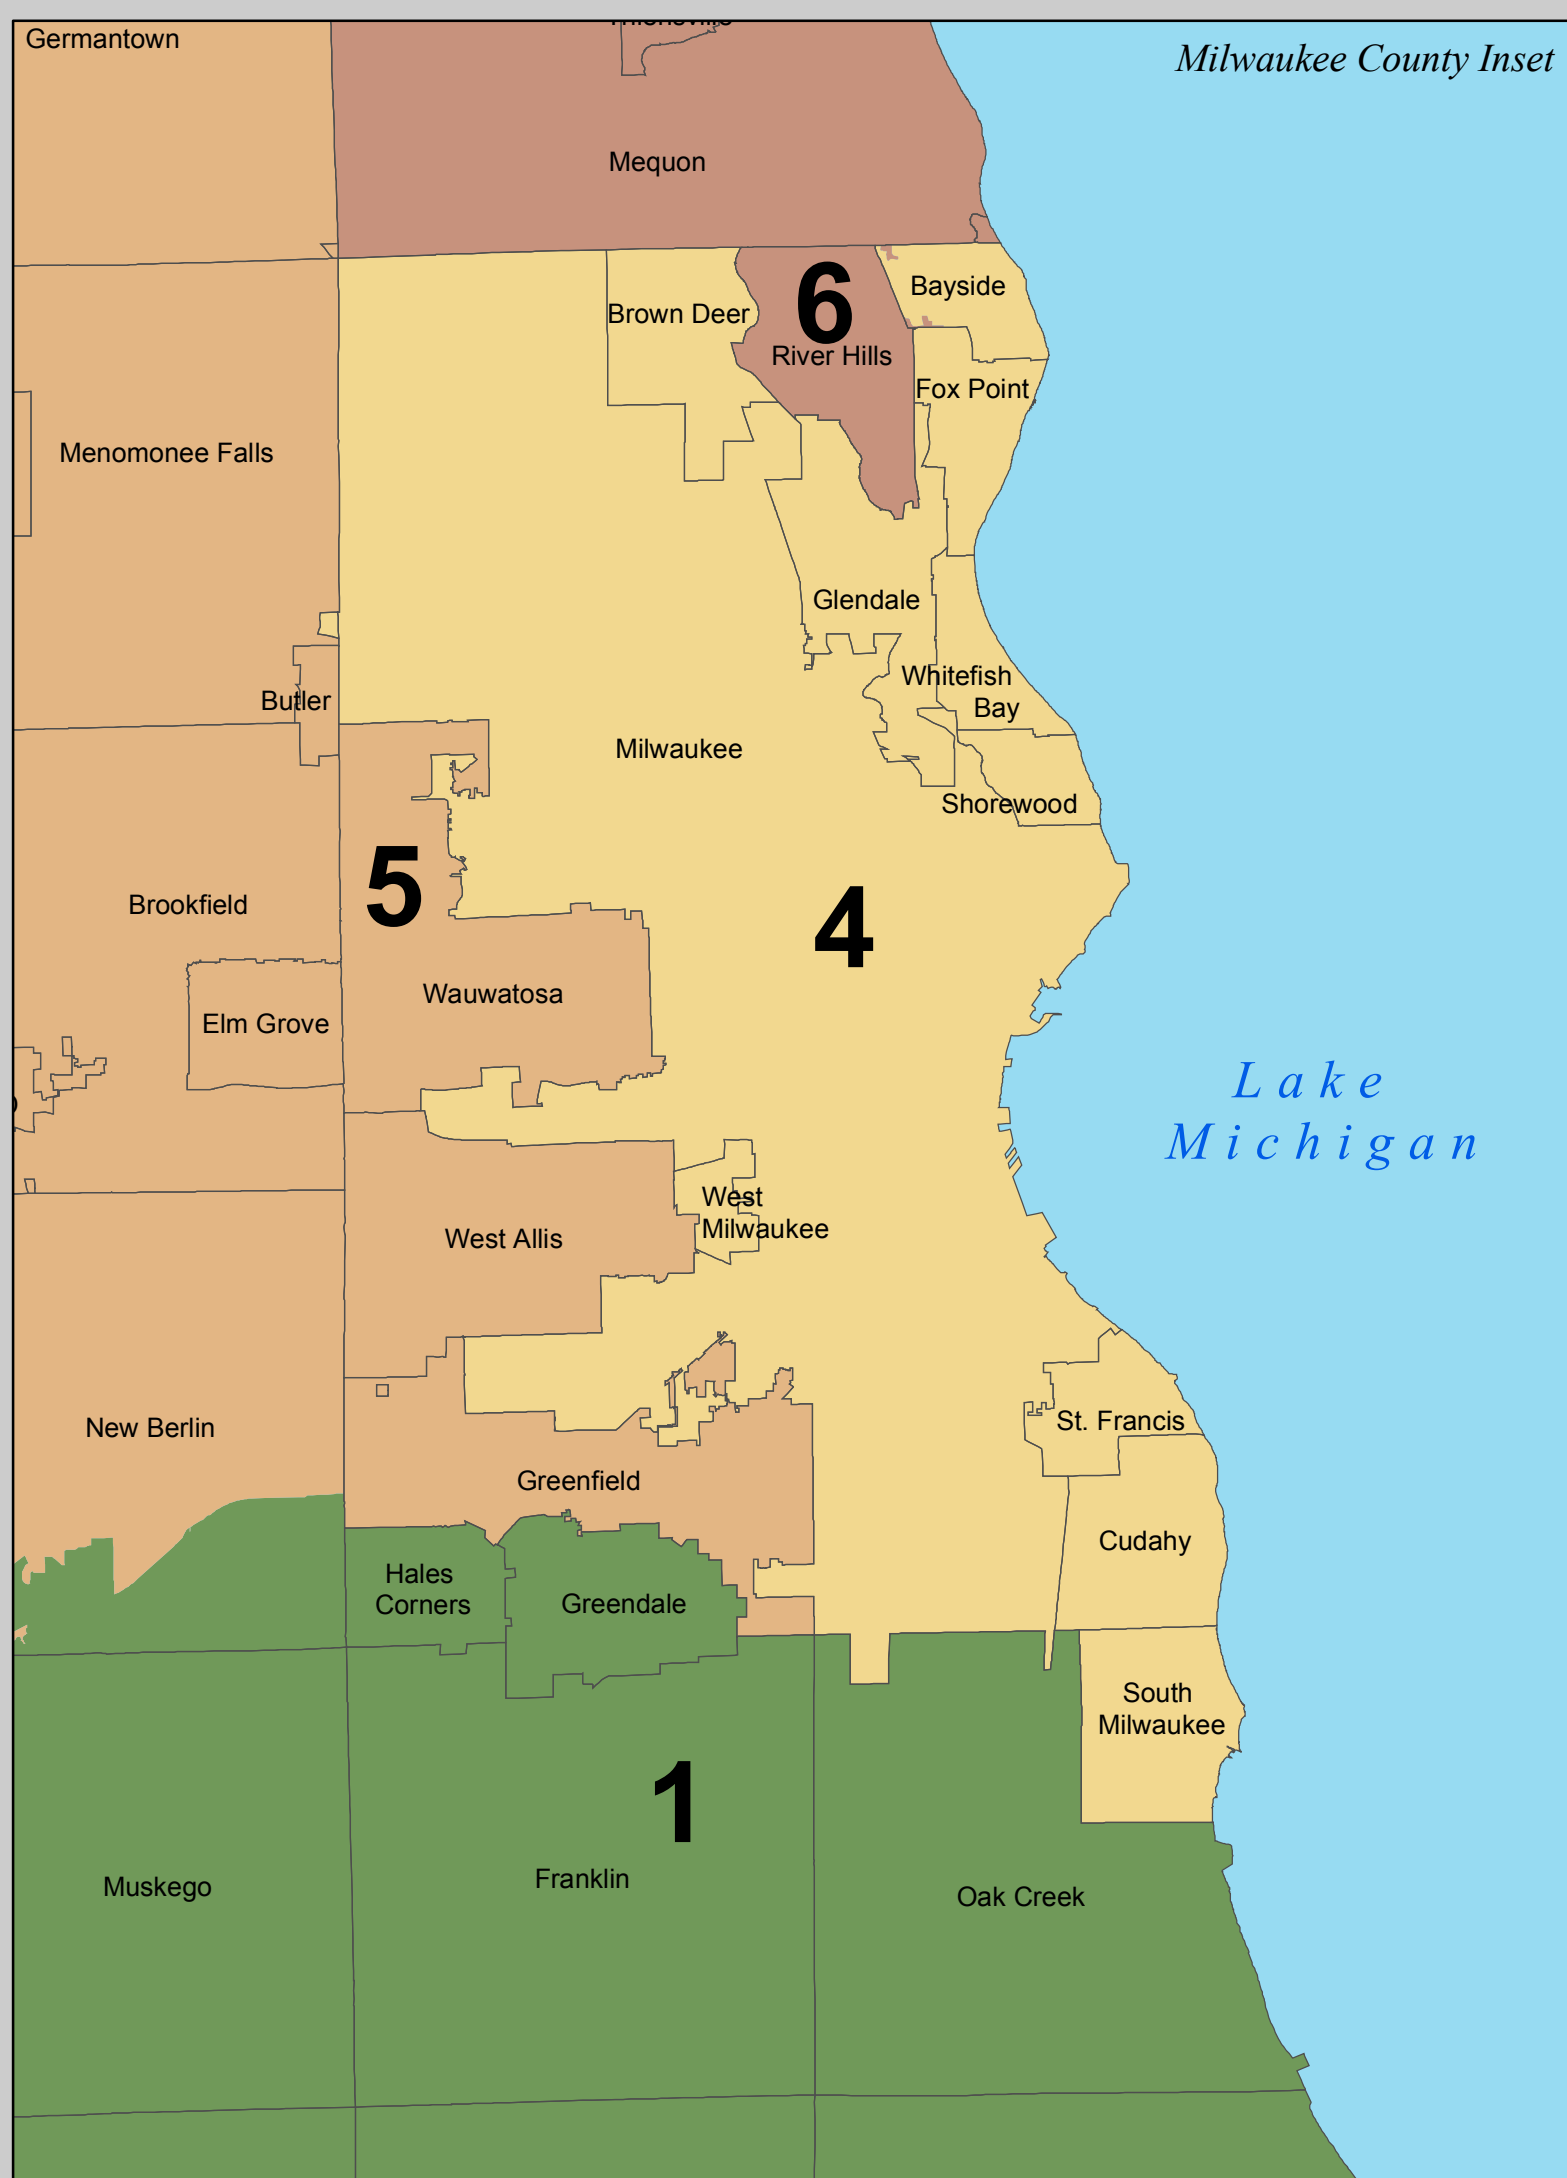 Germantown
Milwaukee County Inset
Mequon
6
Bayside
Brown Deer
River Hills
Fox Point
Menomonee Falls
Glendale
Whitefish
Bay
Butler
Milwaukee
Shorewood
5
Brookfield
4
Wauwatosa
Elm Grove
Lake
Michigan
West
Milwaukee
West Allis
St. Francis
New Berlin
Greenfield
Cudahy
Hales
Corners
Greendale
South
Milwaukee
1
Franklin
Muskego
Oak Creek